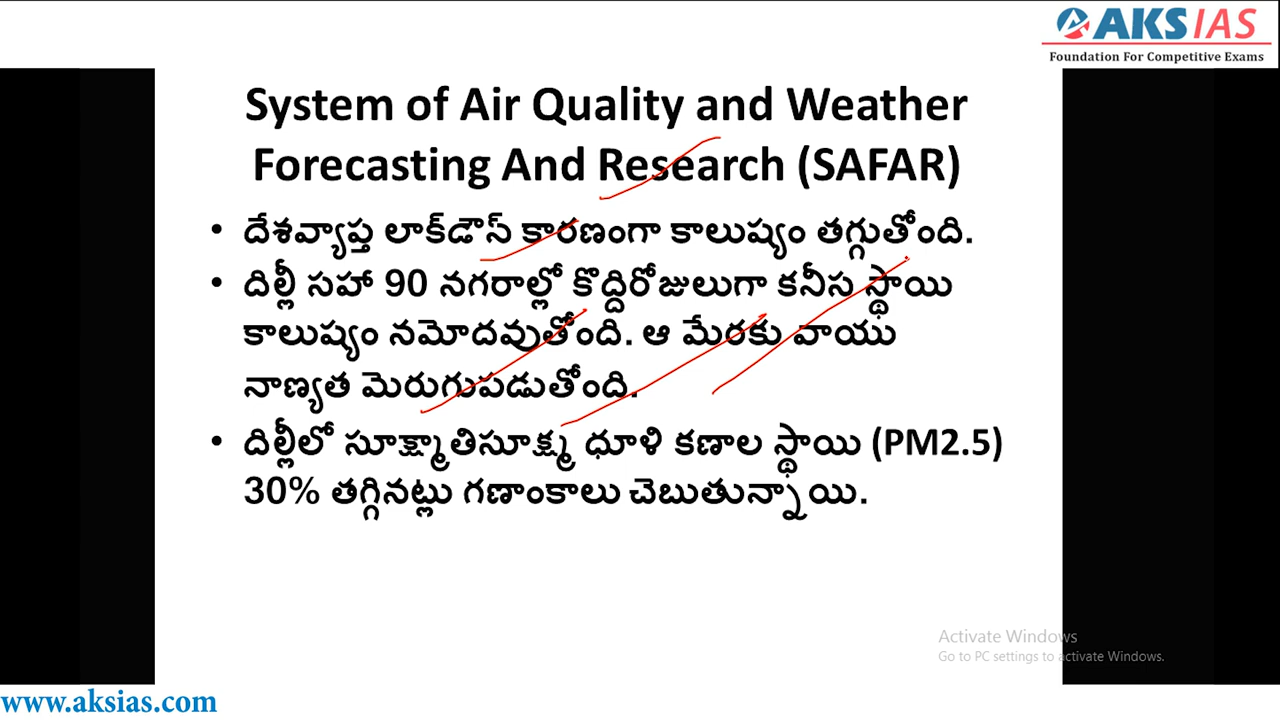 AKS IAS
Foundation For Competitive Exams
System of Air Quality and Weather
Forecasting And Research (SAFAR)
• దేశవ్యాప్త లాక్‌డౌన్ కారణంగా కాలుష్యం తగ్గుతోంది.
• దిల్లీ సహా 90 నగరాల్లో కొద్దిరోజులుగా కనీస స్థాయి
కాలుష్యం నమోదవుతోంది. ఆ మేరకు వాయు
నాణ్యత మెరుగుపడుతోంది.
• దిల్లీలో సూక్ష్మాతిసూక్ష్మ ధూళి కణాల స్థాయి (PM2.5)
30% తగ్గినట్లు గణాంకాలు చెబుతున్నాయి.
Activate Windows
Go to PC settings to activate Windows.
www.aksias.com